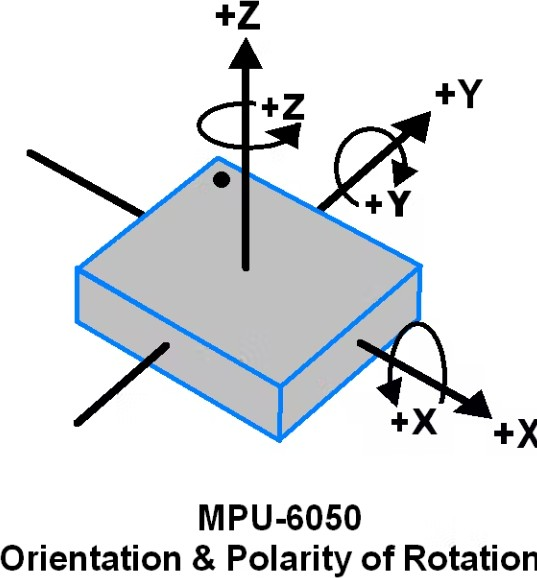 +Z
+Z
+Y
+Y
+X
+X
MPU-6050
Orientation & Polarity of Rotation